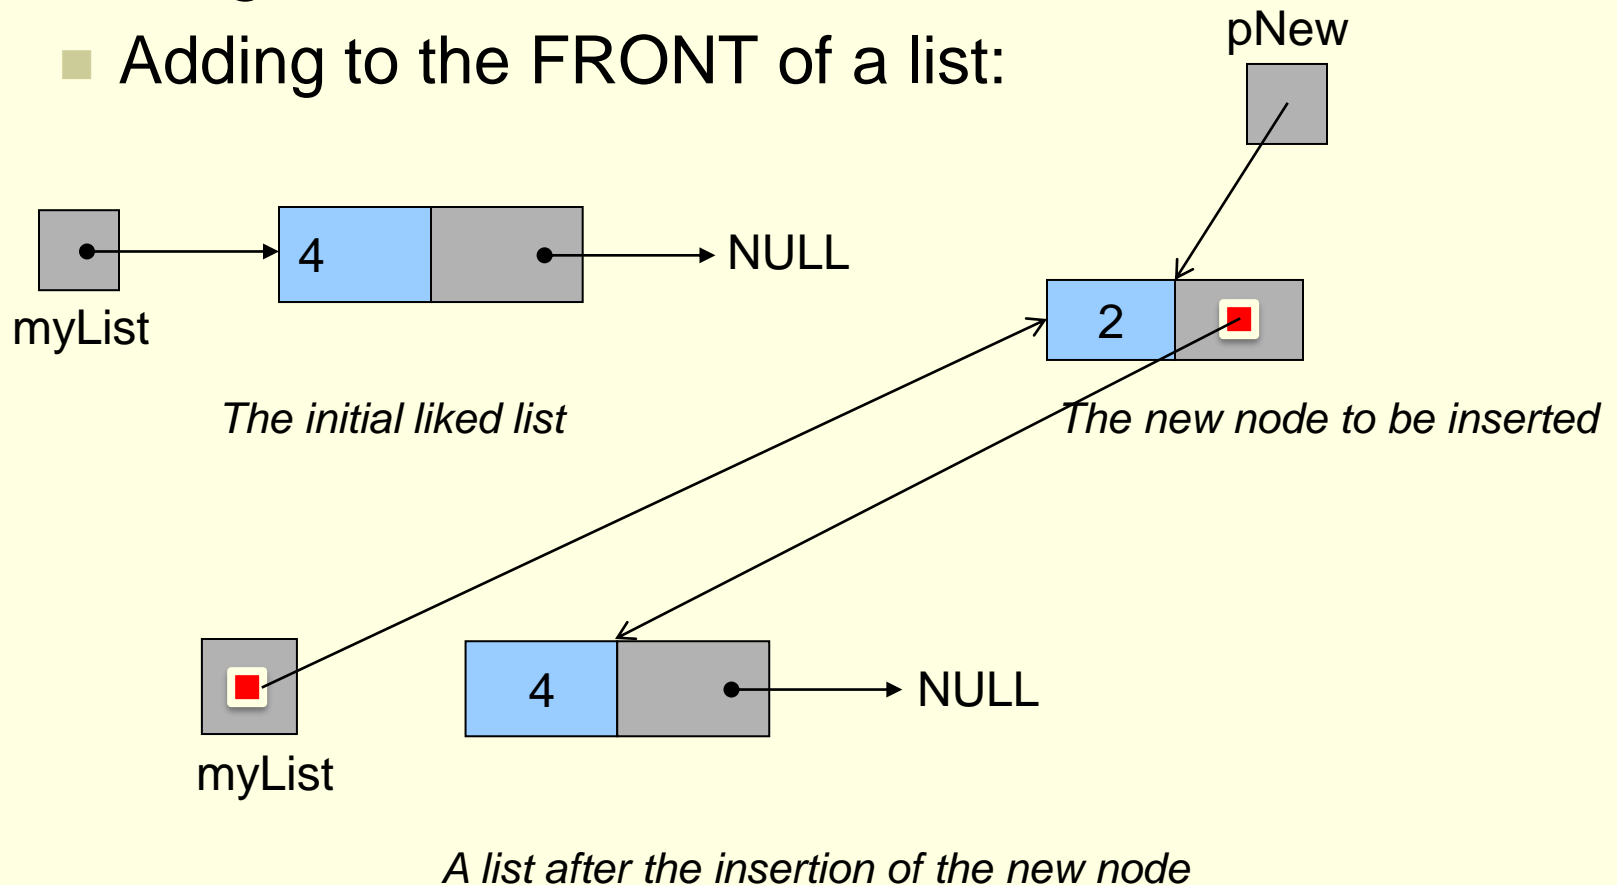 Adding to the FRONT of a list:
pNew
4
NULL
myList
2
The initial liked list
The new node to be inserted
4
NULL
myList
A list after the insertion of the new node